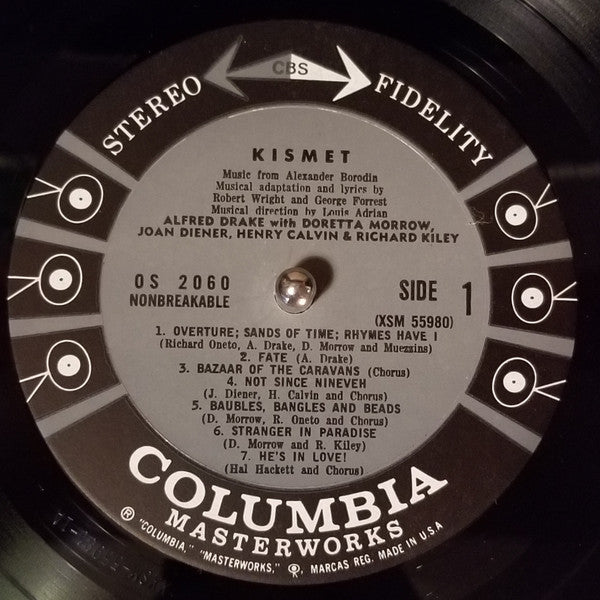 CBS
STEREO FIDELITY
KISMET
Music from Alexander Borodin
Musical adaptation and lyrics by
Robert Wright and George Forrest
Musical direction by Louis Adrian
ALFRED DRAKE with DORETTA MORROW,
JOAN DIENER, HENRY CALVIN & RICHARD KILEY
OS 2060
NONBREAKABLE
SIDE 1
(XSM 55980)
1. OVERTURE; SANDS OF TIME; RHYMES HAVE I
(Richard Oneto, A. Drake, D. Morrow and Muezzins)
2. FATE (A. Drake)
3. BAZAAR OF THE CARAVANS (Chorus)
4. NOT SINCE NINEVEH
(J. Diener, H. Calvin and Chorus)
5. BAUBLES, BANGLES AND BEADS
(D. Morrow, R. Oneto and Chorus)
6. STRANGER IN PARADISE
(D. Morrow and R. Kiley)
7. HE'S IN LOVE!
(Hal Hackett and Chorus)
COLUMBIA
MASTERWORKS
® "COLUMBIA," "MASTERWORKS," MARCAS REG. MADE IN U.S.A